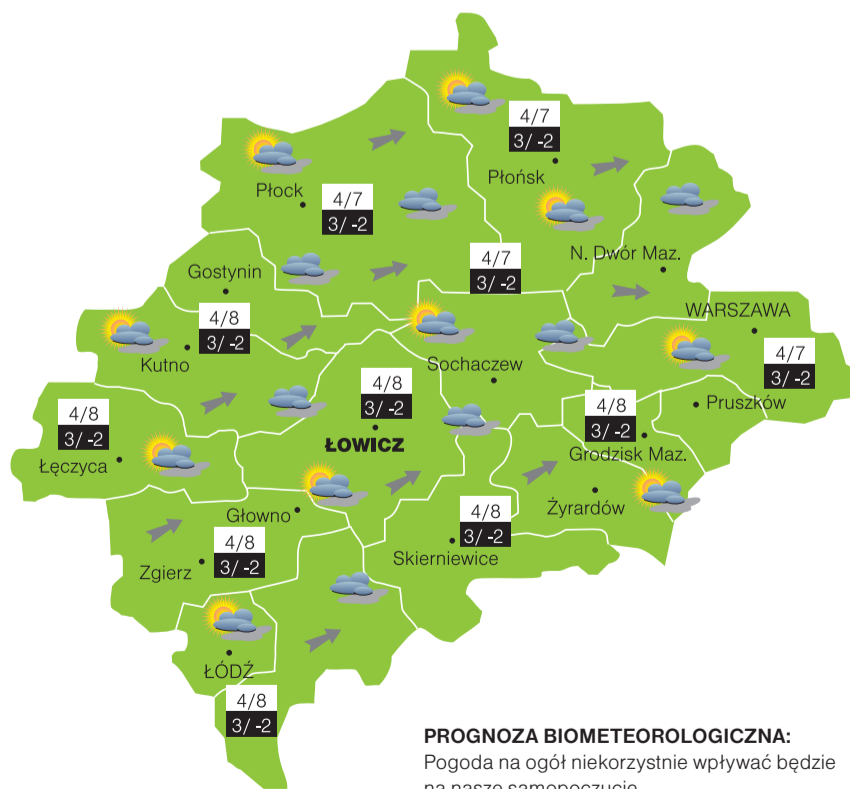 4/7
3/ -2
Płońsk
Płock
4/7
3/ -2
N. Dwór Maz.
4/7
3/ -2
Gostynin
WARSZAWA
4/8
3/ -2
Kutno
Sochaczew
4/7
3/ -2
4/8
3/ -2
ŁOWICZ
4/8
3/ -2
Pruszków
4/8
3/ -2
Łęczyca
Grodzisk Maz.
Żyrardów
Głowno
4/8
3/ -2
Skierniewice
4/8
3/ -2
Zgierz
ŁÓDŹ
4/8
3/ -2
PROGNOZA BIOMETEOROLOGICZNA:
Pogoda na ogół niekorzystnie wpływać będzie
na nasze samopoczucie